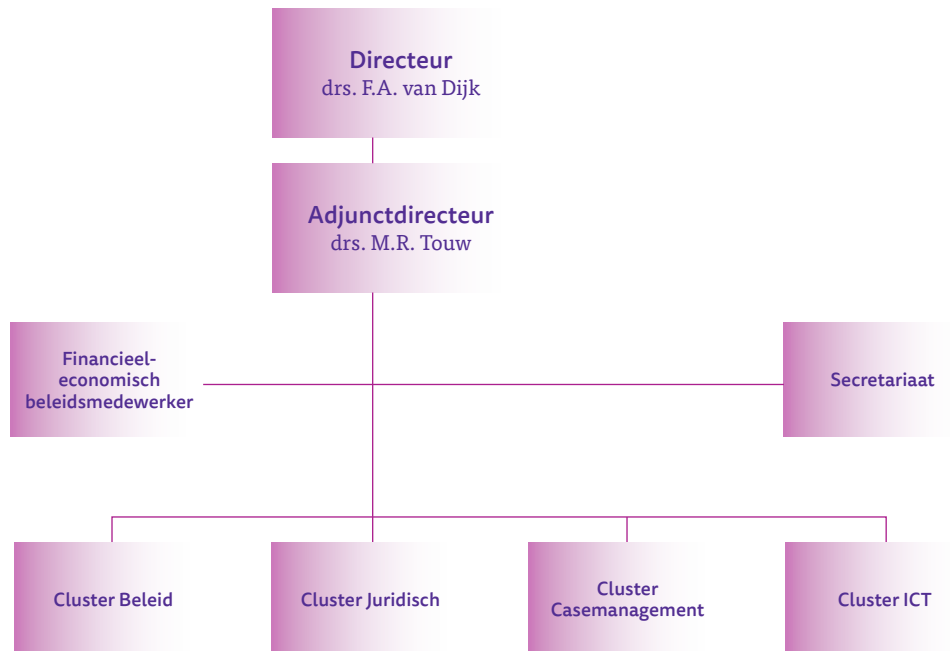 Directeur
drs. F.A. van Dijk
Adjunctdirecteur
drs. M.R. Touw
Financieel-
economisch
beleidsmedewerker
Secretariaat
Cluster Beleid
Cluster Juridisch
Cluster
Casemanagement
Cluster ICT